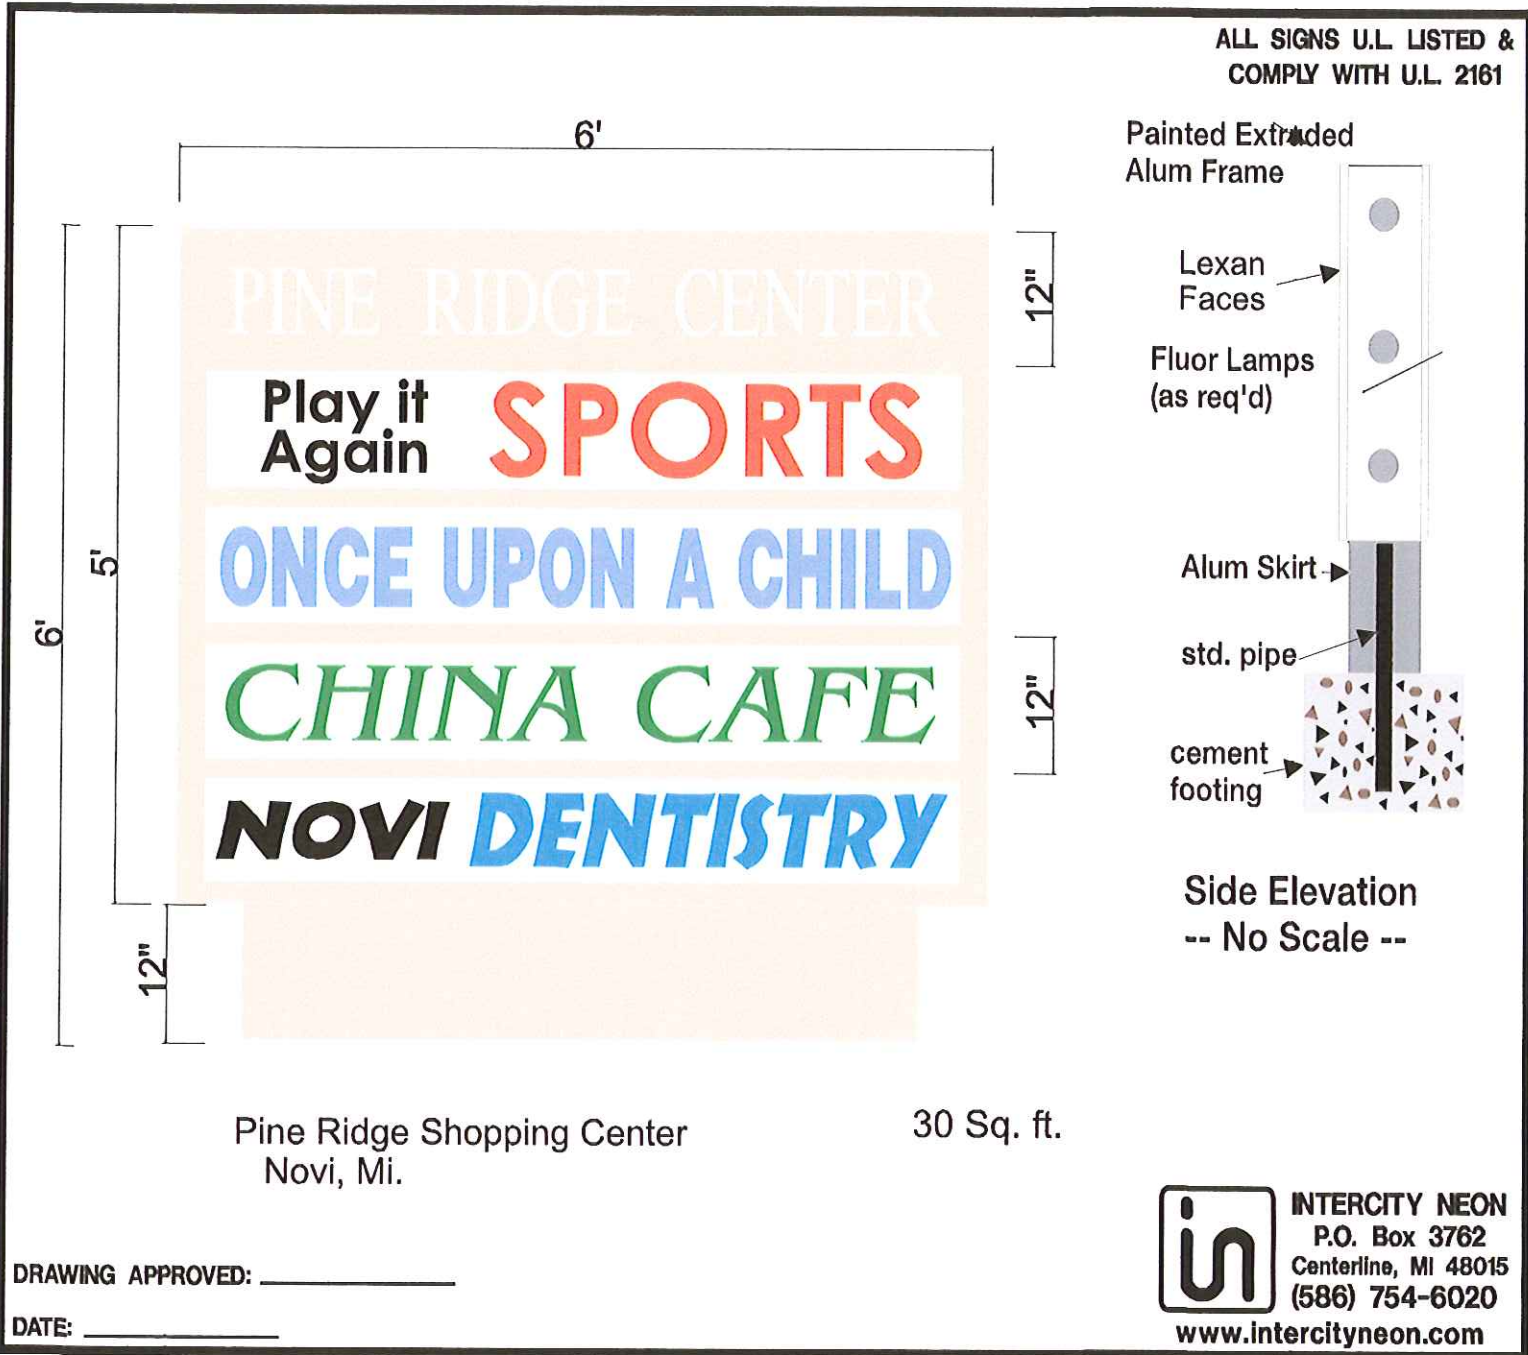 ALL SIGNS U.L. LISTED &
COMPLY WITH U.L. 2161
6'
Painted Extruded
Alum Frame
PINE RIDGE CENTER
12"
Lexan
Faces
Fluor Lamps
(as req'd)
Play it
Again
SPORTS
ONCE UPON A CHILD
5'
6'
Alum Skirt
std. pipe
CHINA CAFE
12"
cement
footing
NOVI DENTISTRY
Side Elevation
-- No Scale --
12"
Pine Ridge Shopping Center
Novi, Mi.
30 Sq. ft.
in
INTERCITY NEON
P.O. Box 3762
Centerline, MI 48015
(586) 754-6020
www.intercityneon.com
DRAWING APPROVED:
DATE: